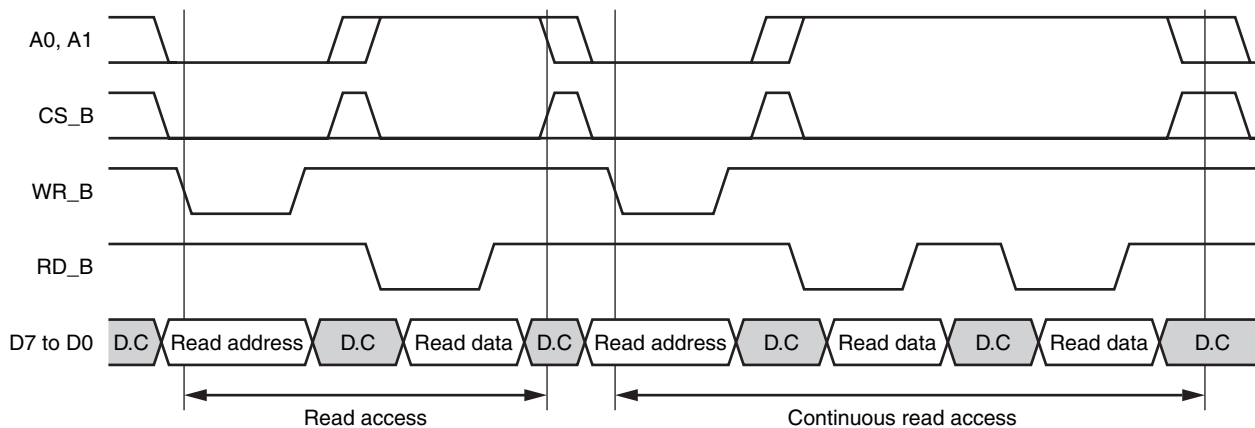 A0, A1
CS_B
WR_B
RD_B
D7 to D0 D.C Read address D.C Read data D.C Read address D.C Read data D.C Read data D.C
Read access Continuous read access